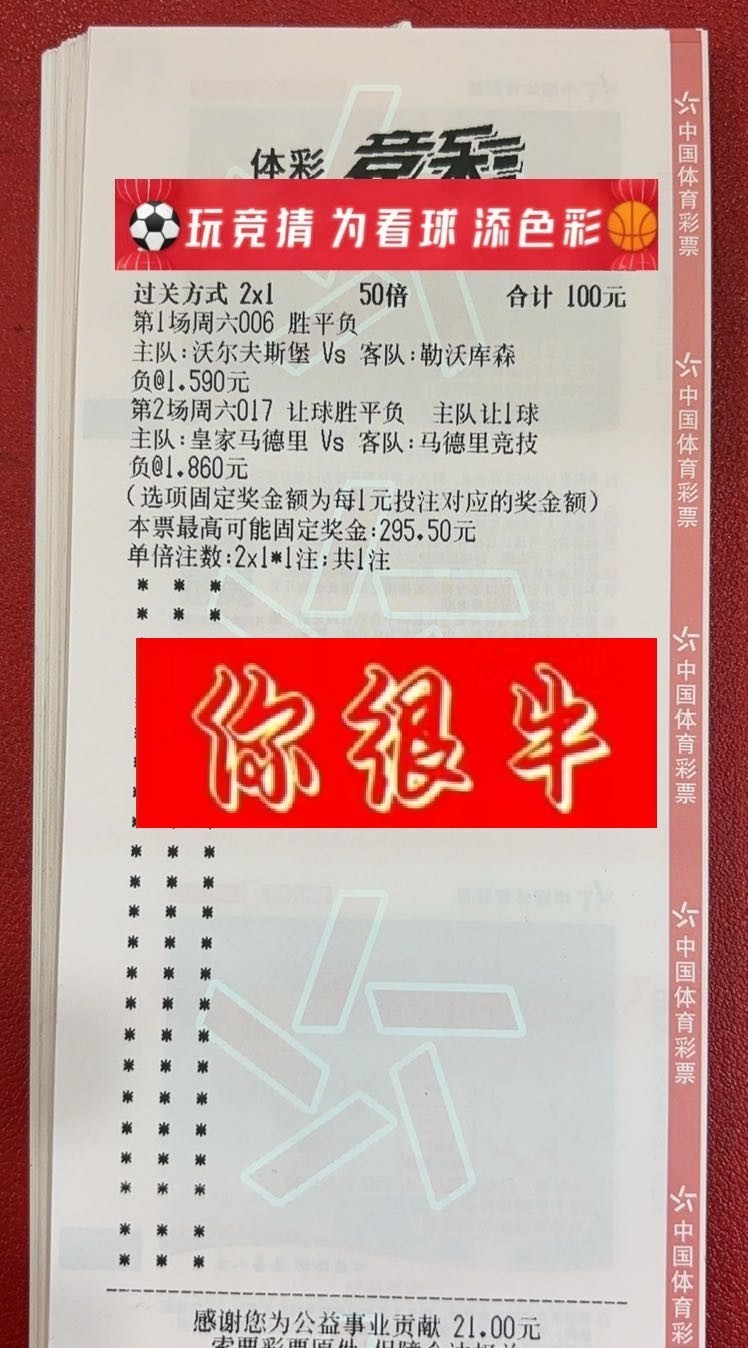 体彩 竞彩
玩竞猜 为看球 添色彩
过关方式 2x1 50倍 合计 100元
第1场周六006 胜平负
主队:沃尔夫斯堡 Vs 客队:勒沃库森
负@1.590元
第2场周六017 让球胜平负 主队让1球
主队:皇家马德里 Vs 客队:马德里竞技
负@1.860元
(选项固定奖金额为每1元投注对应的奖金额)
本票最高可能固定奖金:295.50元
单倍注数:2x1*1注:共1注
你很牛
感谢您为公益事业贡献 21.00元
中国体育彩票
中国体育彩票
中国体育彩票
中国体育彩票
中国体育彩